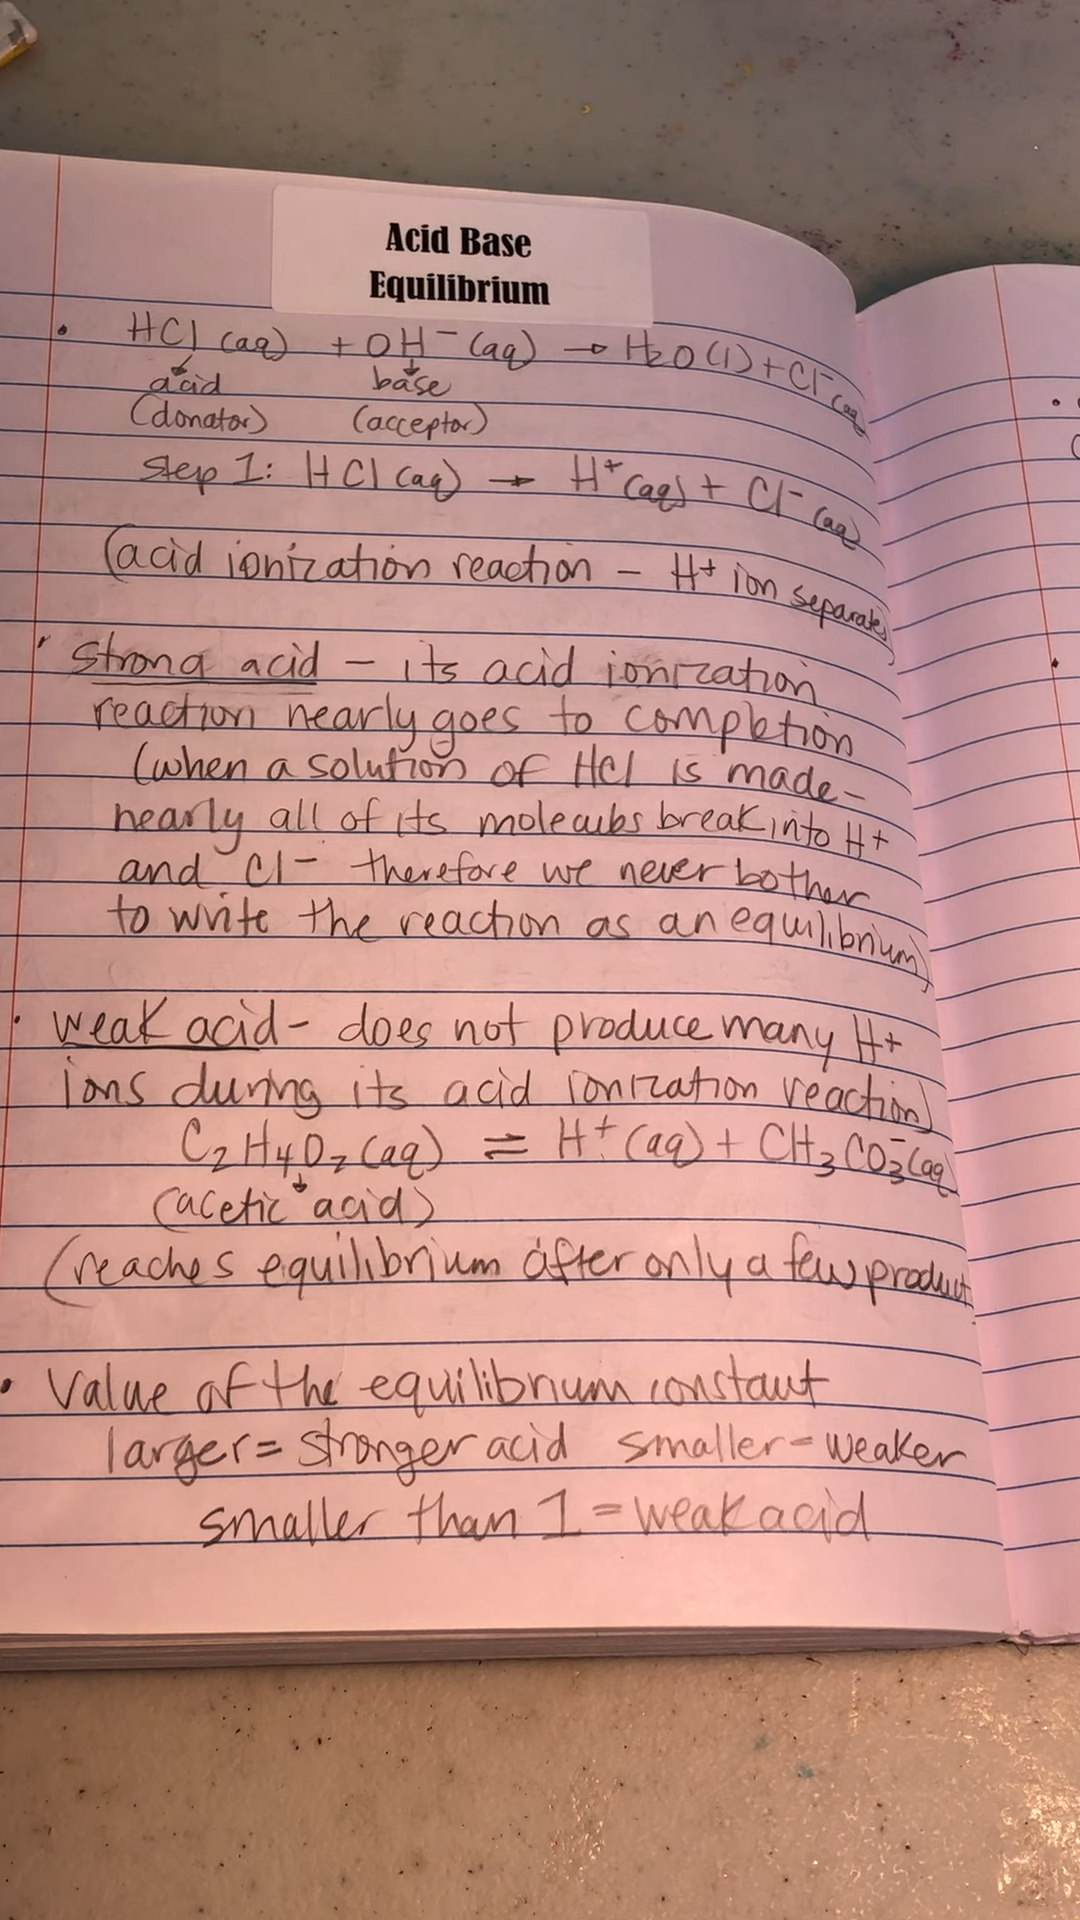 Acid Base
Equilibrium
• HCl (aq) + OH⁻ (aq) → H₂O (l) + Cl⁻ (aq)
acid base
(donator) (acceptor)
Step 1: HCl (aq) → H⁺ (aq) + Cl⁻ (aq)
(acid ionization reaction - H+ ion separates
• strong acid - its acid ionization
reaction nearly goes to completion
(when a solution of HCl is made -
nearly all of its molecules break into H+
and Cl- therefore we never bother
to write the reaction as an equilibrium)
• weak acid - does not produce many H+
ions during its acid ionization reaction)
C₂H₄O₂ (aq) ⇌ H⁺ (aq) + CH₃CO₃⁻ (aq)
(acetic acid)
(reaches equilibrium after only a few product
• Value of the equilibrium constant
larger = stronger acid smaller = weaker
smaller than 1 = weak acid